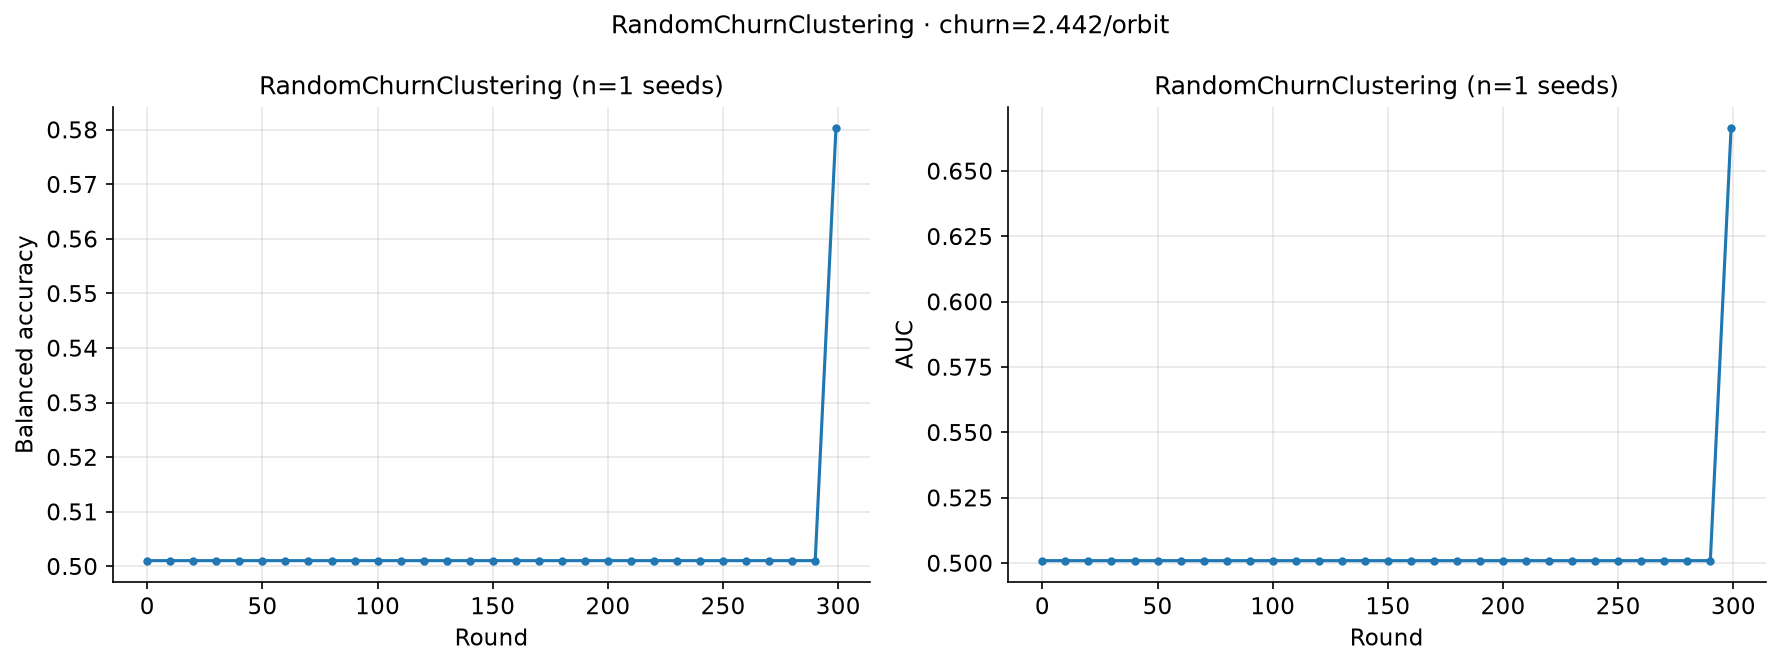 RandomChurnClustering · churn=2.442/orbit
RandomChurnClustering (n=1 seeds)
Balanced accuracy
0.58
0.57
0.56
0.55
0.54
0.53
0.52
0.51
0.50
0 50 100 150 200 250 300
Round
RandomChurnClustering (n=1 seeds)
AUC
0.650
0.625
0.600
0.575
0.550
0.525
0.500
0 50 100 150 200 250 300
Round